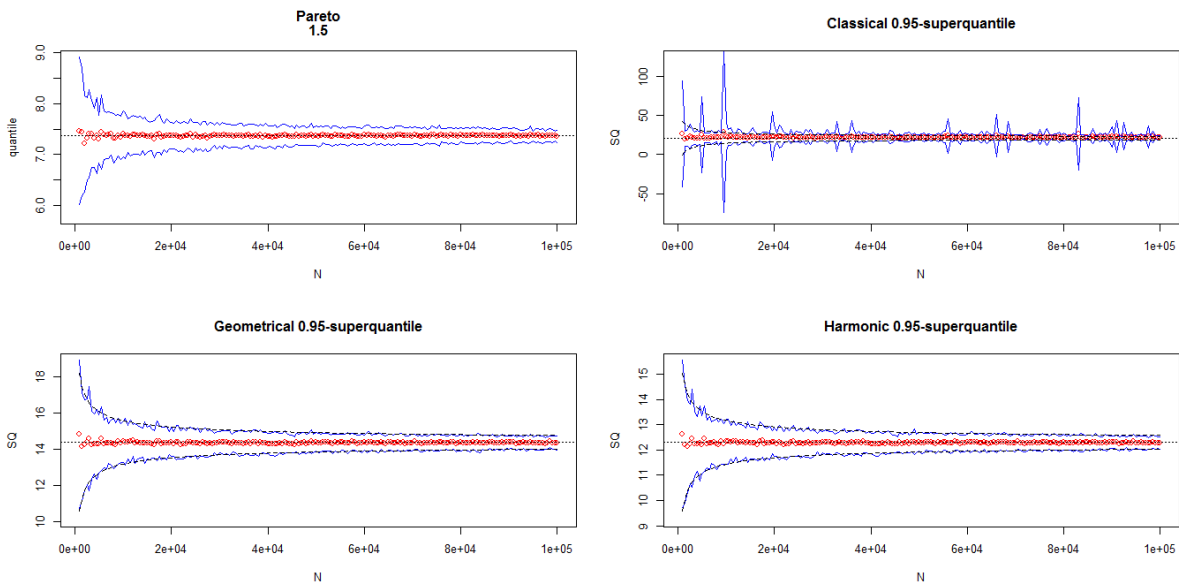 Pareto
1.5
quantile
9.0
8.0
7.0
6.0
0e+00 2e+04 4e+04 6e+04 8e+04 1e+05
N
Classical 0.95-superquantile
SQ
100
50
0
-50
0e+00 2e+04 4e+04 6e+04 8e+04 1e+05
N
Geometrical 0.95-superquantile
SQ
18
16
14
12
10
0e+00 2e+04 4e+04 6e+04 8e+04 1e+05
N
Harmonic 0.95-superquantile
SQ
15
14
13
12
11
9
0e+00 2e+04 4e+04 6e+04 8e+04 1e+05
N